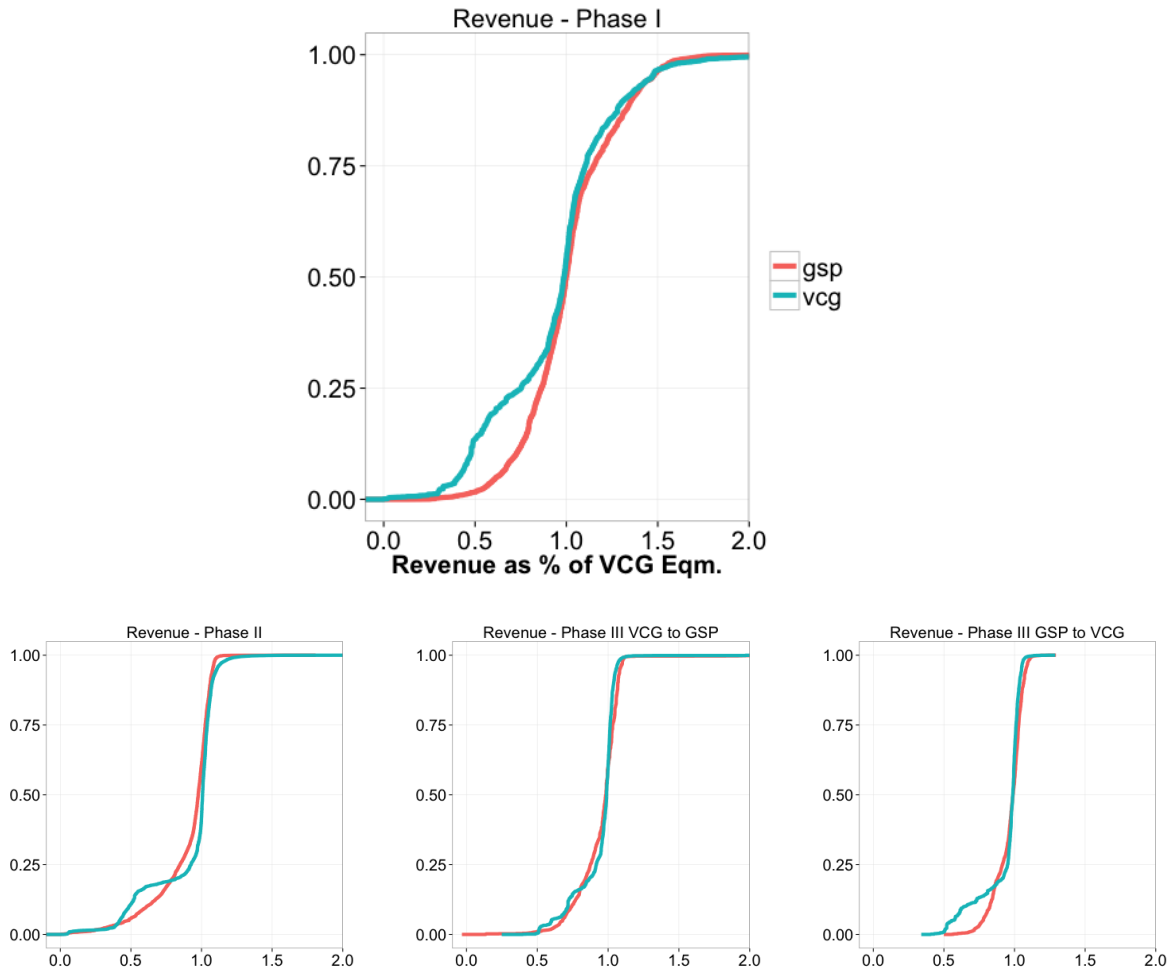 Revenue - Phase I
1.00
0.75
0.50
0.25
0.00
0.0 0.5 1.0 1.5 2.0
Revenue as % of VCG Eqm.
gsp
vcg
Revenue - Phase II
1.00
0.75
0.50
0.25
0.00
0.0 0.5 1.0 1.5 2.0
Revenue - Phase III VCG to GSP
1.00
0.75
0.50
0.25
0.00
0.0 0.5 1.0 1.5 2.0
Revenue - Phase III GSP to VCG
1.00
0.75
0.50
0.25
0.00
0.0 0.5 1.0 1.5 2.0